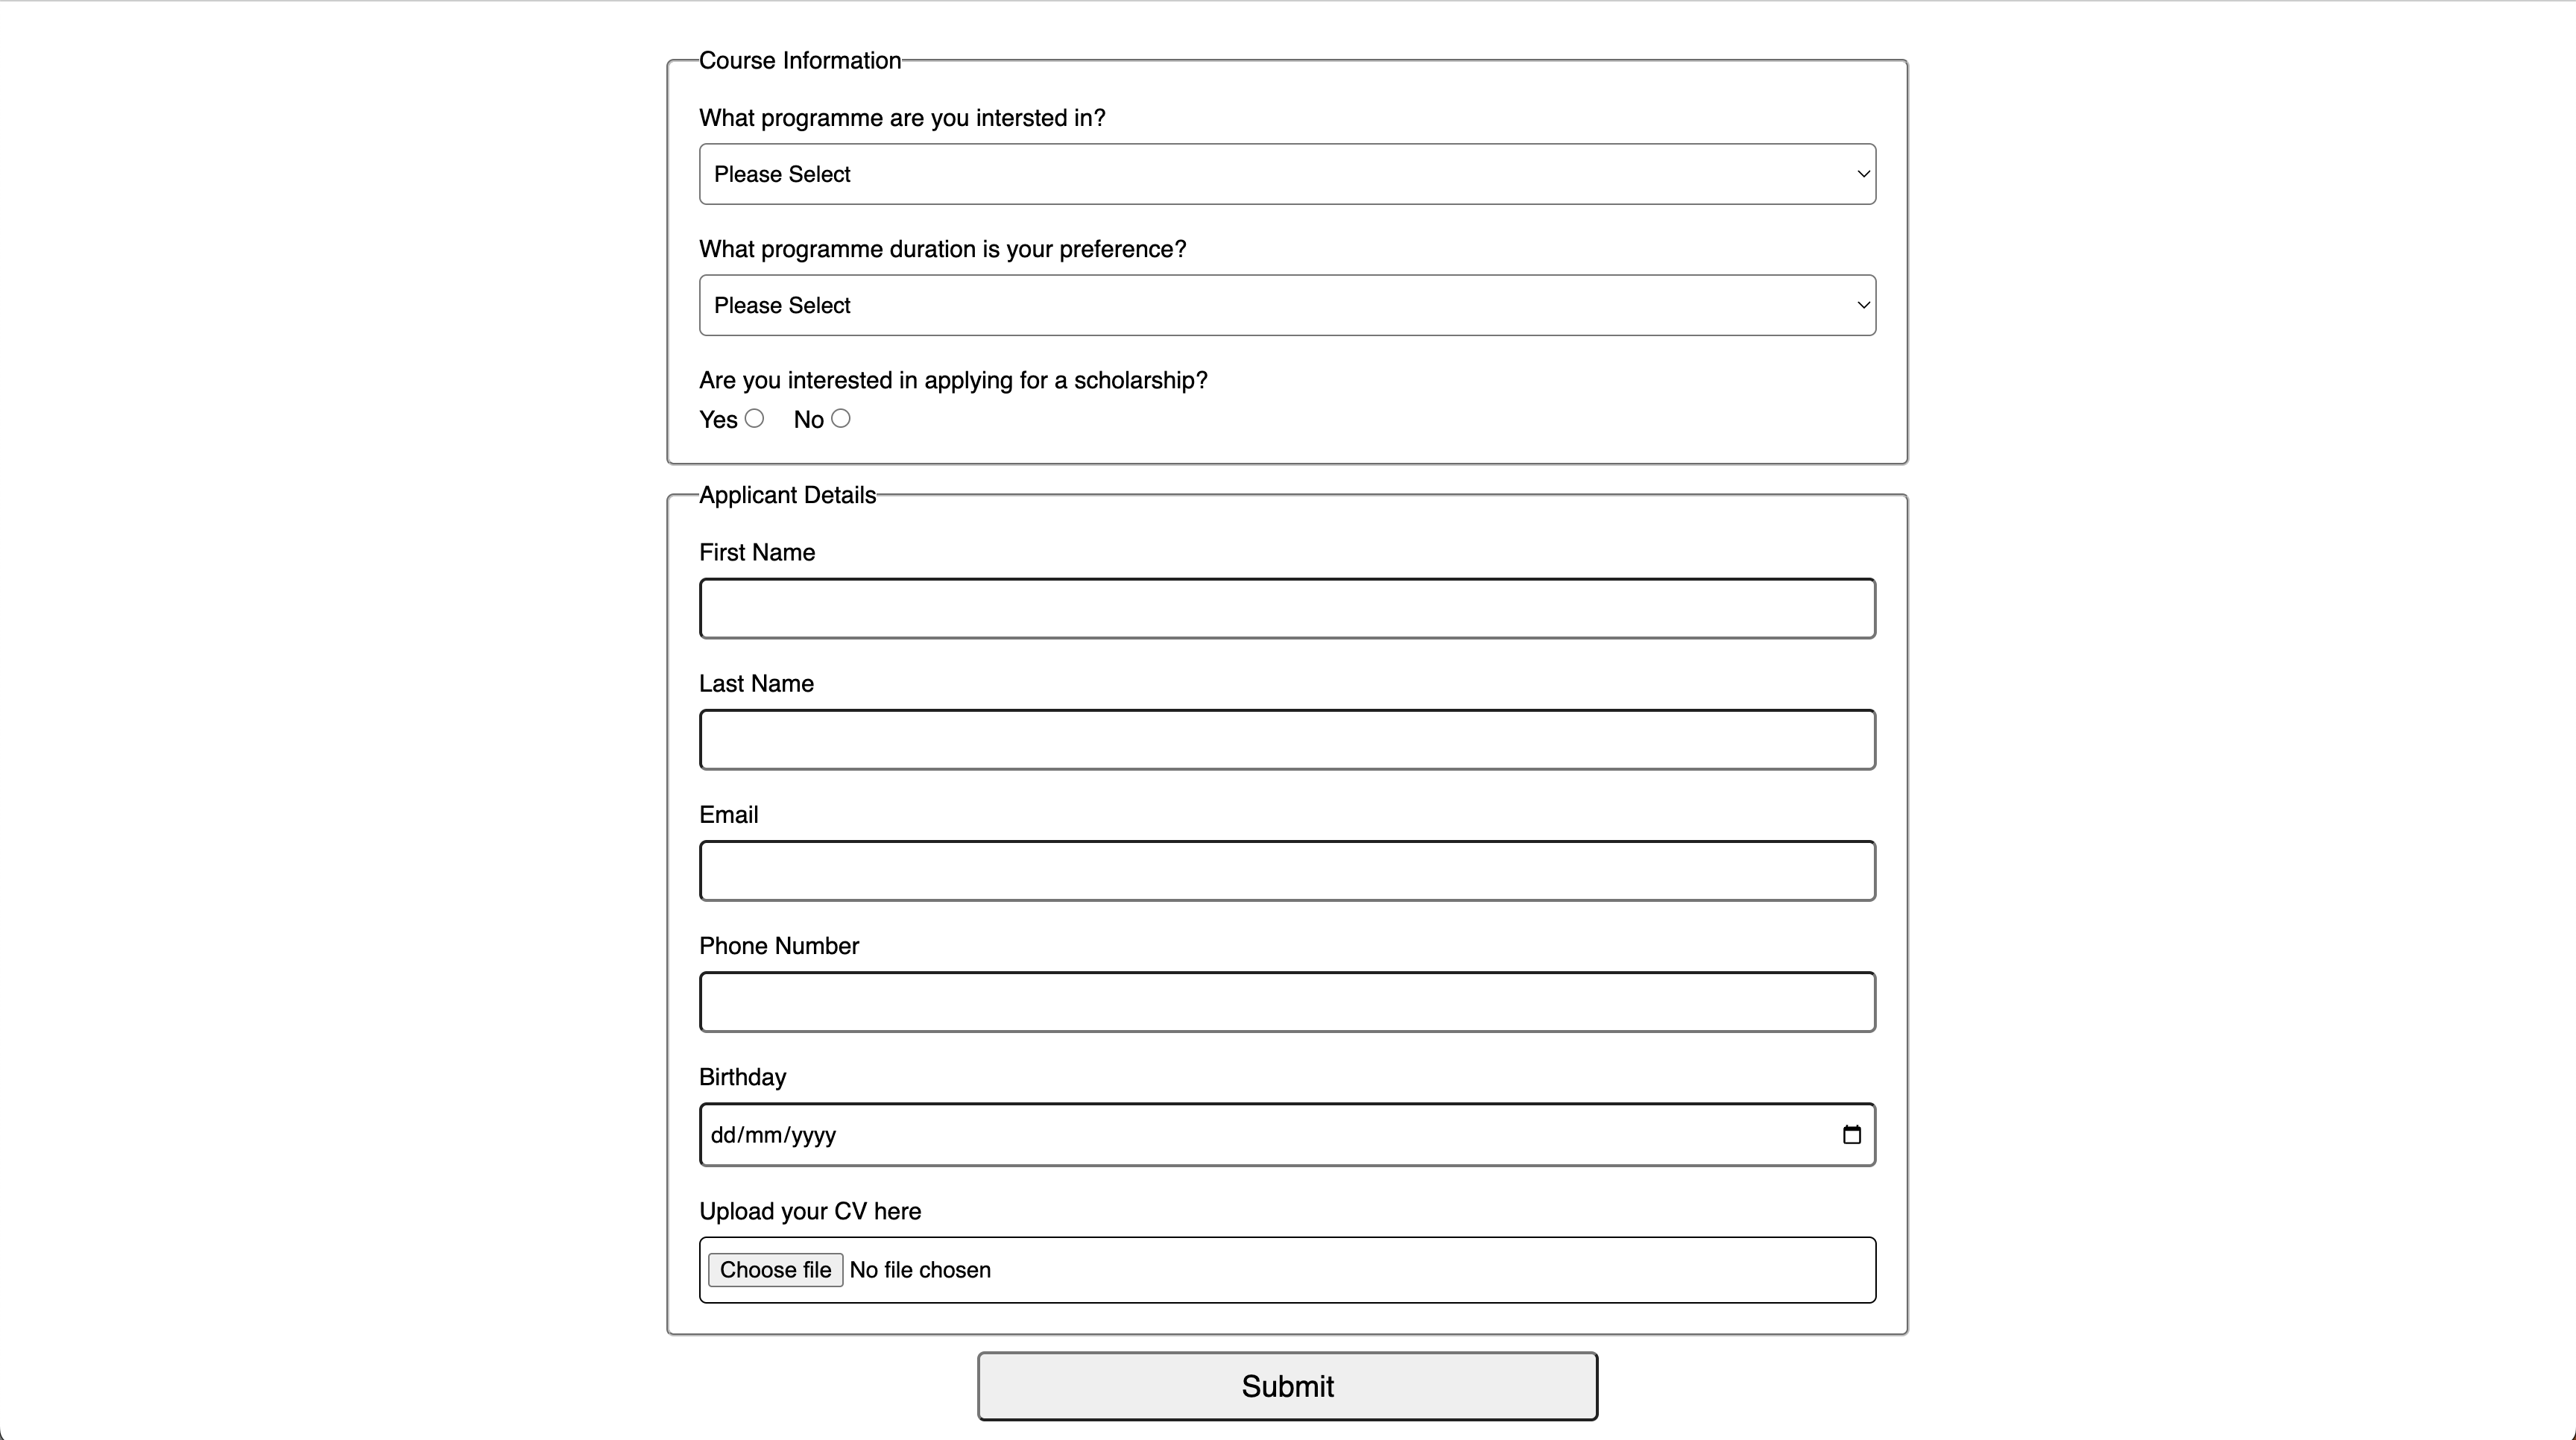 Course Information
What programme are you intersted in?
Please Select
What programme duration is your preference?
Please Select
Are you interested in applying for a scholarship?
Yes No
Applicant Details
First Name
Last Name
Email
Phone Number
Birthday
dd/mm/yyyy
Upload your CV here
Choose file No file chosen
Submit